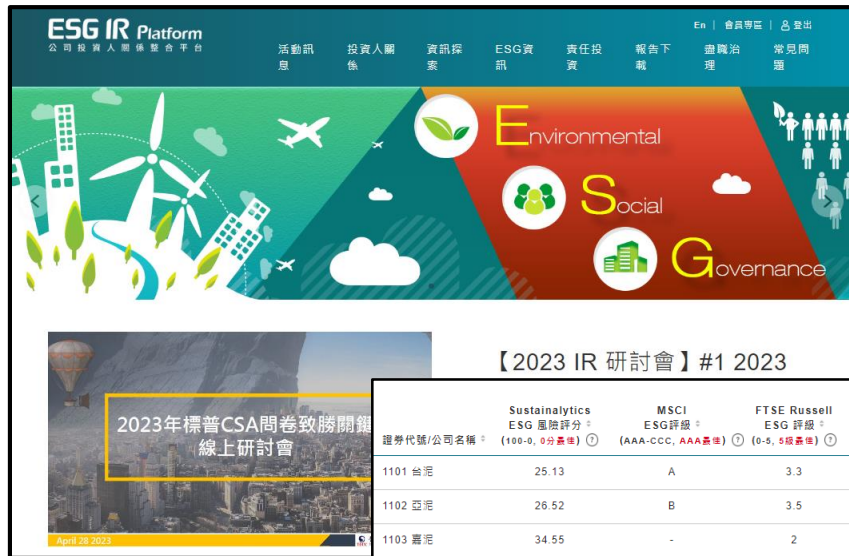 ESG IR Platform
公司投資人關係整合平台
En | 會員專區 | 登出
活動訊息
投資人關係
資訊探索
ESG資訊
責任投資
報告下載
盡職治理
常見問題
Environmental
Social
Governance
2023年標普CSA問卷致勝關鍵
線上研討會
April 28 2023
【2023 IR 研討會】#1 2023
證券代號/公司名稱
Sustainalytics
ESG 風險評分
(100-0, 0分最佳)
MSCI
ESG評級
(AAA-CCC, AAA最佳)
FTSE Russell
ESG 評級
(0-5, 5級最佳)
1101 台泥 25.13 A 3.3
1102 亞泥 26.52 B 3.5
1103 嘉泥 34.55 - 2